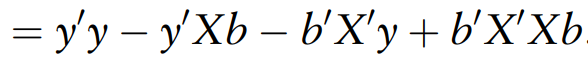 = y′y − y′Xb − b′X′y + b′X′Xb